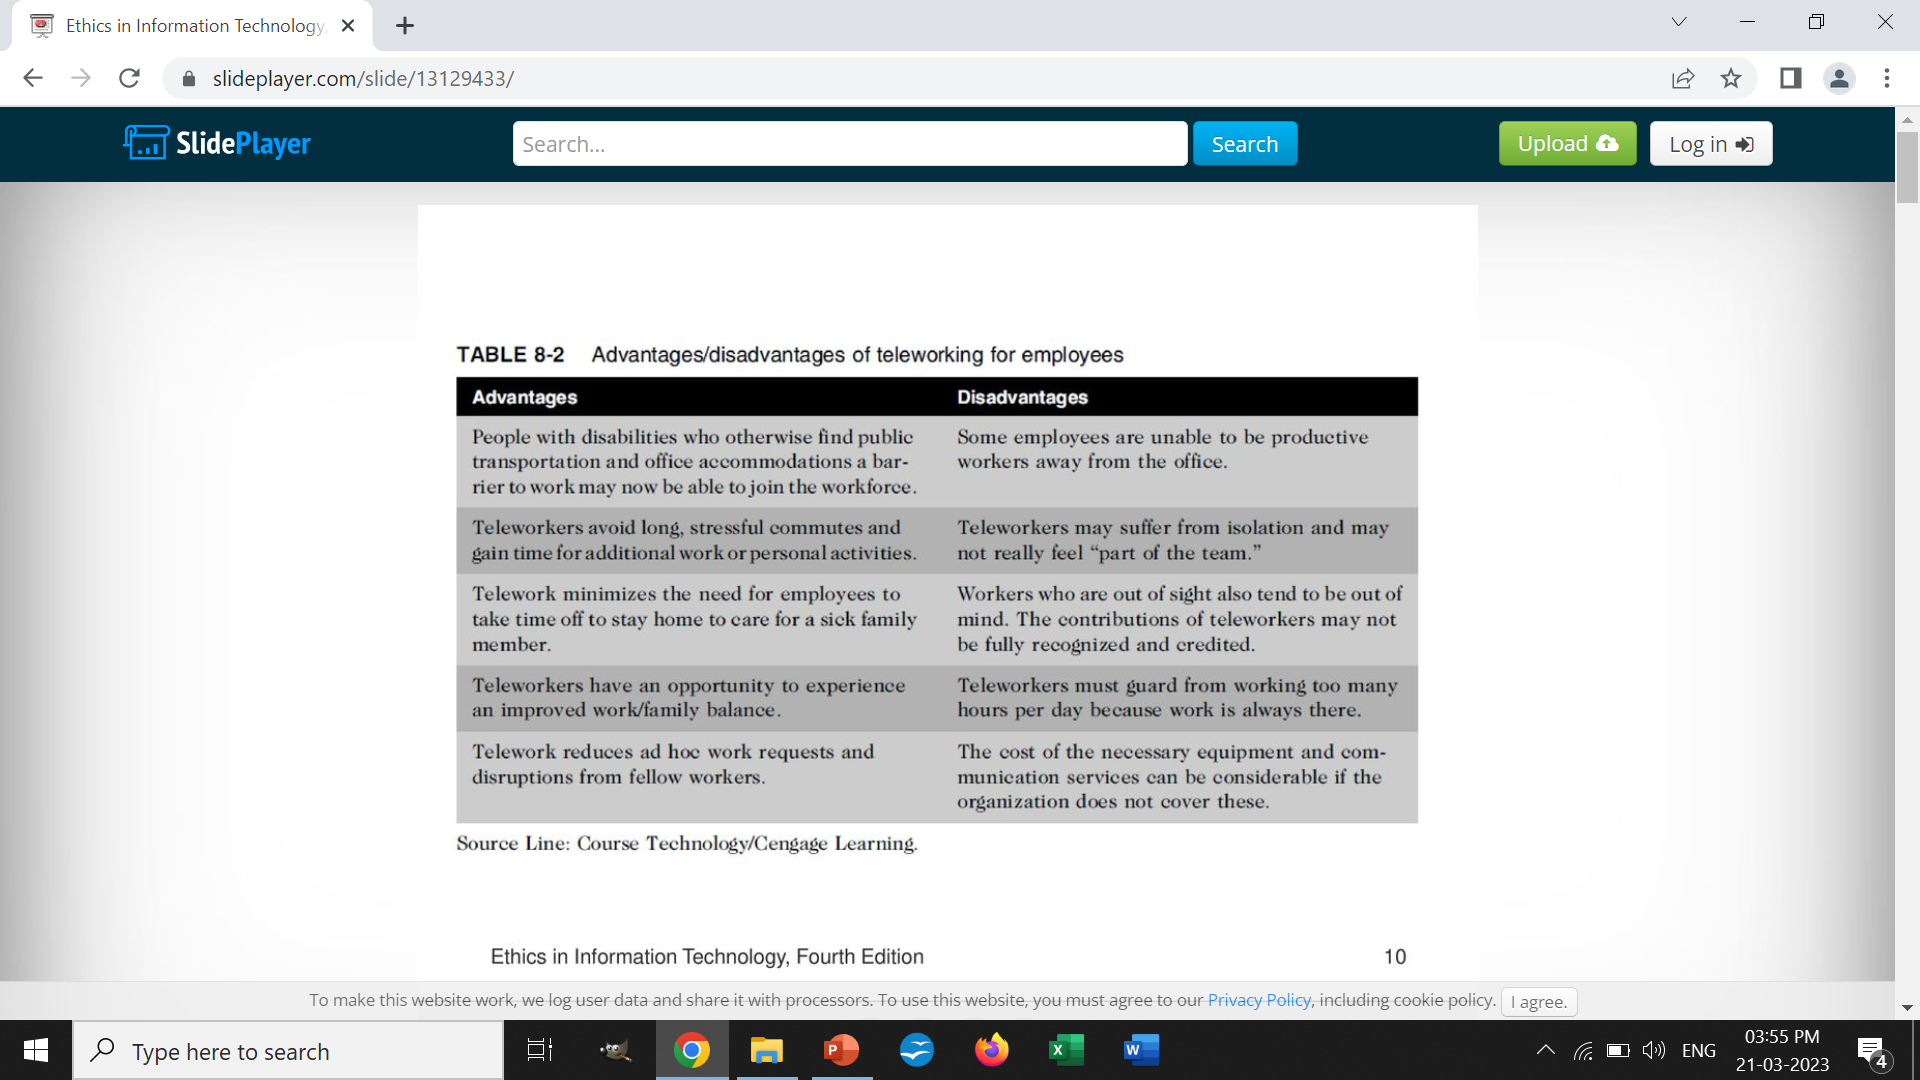 Ethics in Information Technology,
slideplayer.com/slide/13129433/
SlidePlayer
Search...
Search
Upload
Log in
TABLE 8-2 Advantages/disadvantages of teleworking for employees
Advantages
Disadvantages
People with disabilities who otherwise find public
transportation and office accommodations a bar-
rier to work may now be able to join the workforce.
Some employees are unable to be productive
workers away from the office.
Teleworkers avoid long, stressful commutes and
gain time for additional work or personal activities.
Teleworkers may suffer from isolation and may
not really feel “part of the team.”
Telework minimizes the need for employees to
take time off to stay home to care for a sick family
member.
Workers who are out of sight also tend to be out of
mind. The contributions of teleworkers may not
be fully recognized and credited.
Teleworkers have an opportunity to experience
an improved work/family balance.
Teleworkers must guard from working too many
hours per day because work is always there.
Telework reduces ad hoc work requests and
disruptions from fellow workers.
The cost of the necessary equipment and com-
munication services can be considerable if the
organization does not cover these.
Source Line: Course Technology/Cengage Learning.
Ethics in Information Technology, Fourth Edition
10
To make this website work, we log user data and share it with processors. To use this website, you must agree to our Privacy Policy, including cookie policy.
I agree.
Type here to search
ENG
03:55 PM
21-03-2023
4